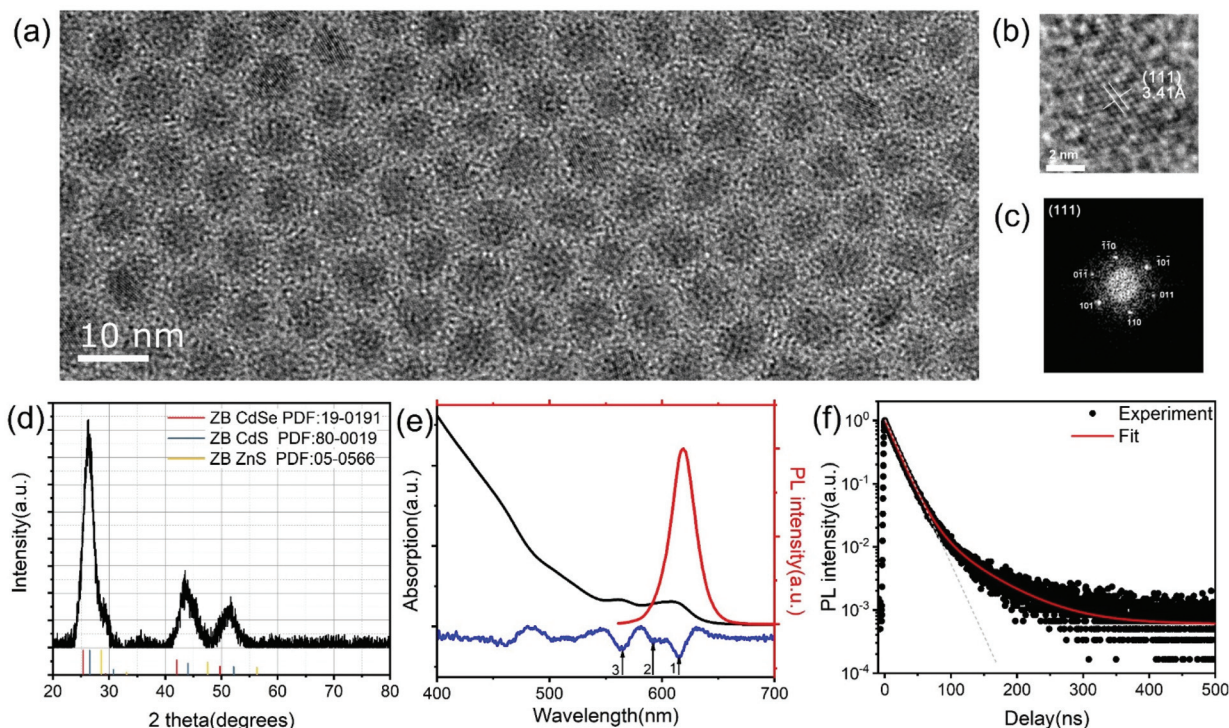 (a)
10 nm
(b)
(111)
3.41Å
2 nm
(c)
(111)
1̅1̅0
1̅01̅
01̅1̅
011
101
110
(d)
ZB CdSe PDF:19-0191
ZB CdS PDF:80-0019
ZB ZnS PDF:05-0566
Intensity(a.u.)
20 30 40 50 60 70 80
2 theta(degrees)
(e)
Absorption(a.u.)
PL intensity(a.u.)
3 2 1
400 500 600 700
Wavelength(nm)
(f)
Experiment
Fit
PL intensity(a.u.)
10⁰
10⁻¹
10⁻²
10⁻³
10⁻⁴
0 100 200 300 400 500
Delay(ns)